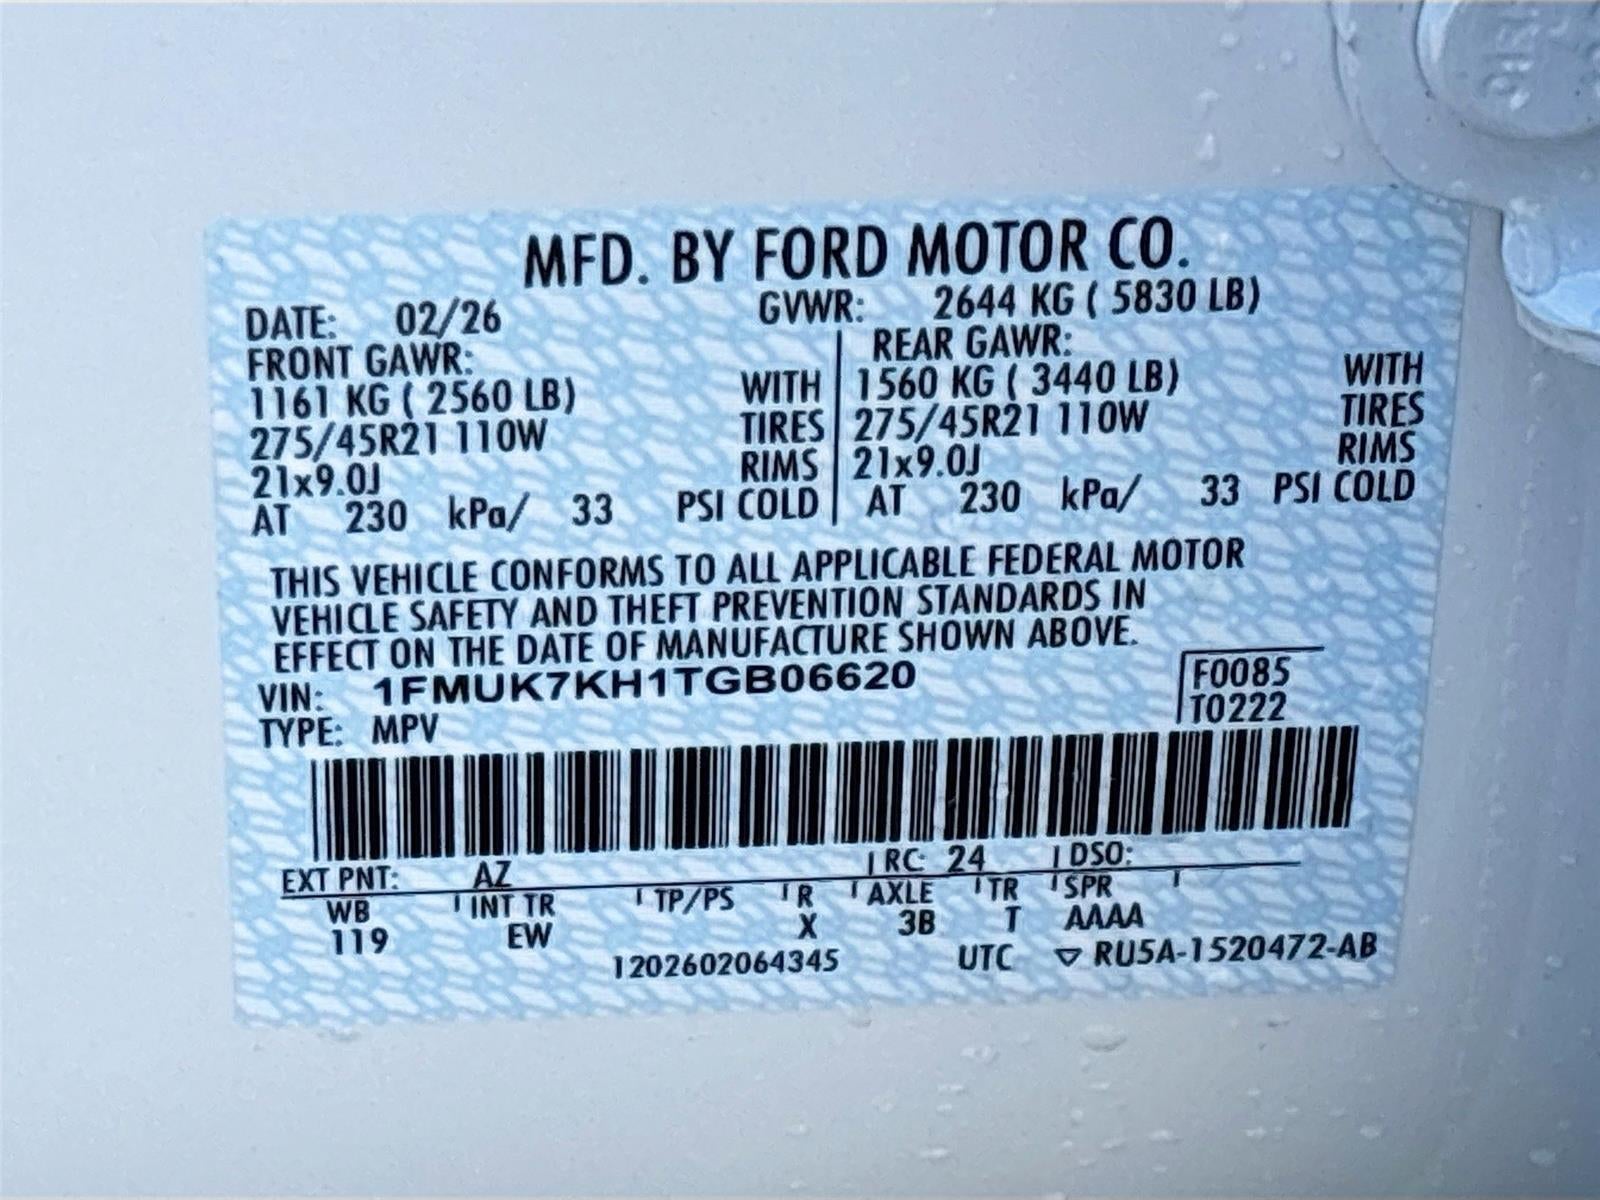 MFD. BY FORD MOTOR CO.
DATE: 02/26 GVWR: 2644 KG ( 5830 LB)
FRONT GAWR: REAR GAWR:
1161 KG ( 2560 LB) WITH 1560 KG ( 3440 LB) WITH
275/45R21 110W TIRES 275/45R21 110W TIRES
21x9.0J RIMS 21x9.0J RIMS
AT 230 kPa/ 33 PSI COLD AT 230 kPa/ 33 PSI COLD
THIS VEHICLE CONFORMS TO ALL APPLICABLE FEDERAL MOTOR
VEHICLE SAFETY AND THEFT PREVENTION STANDARDS IN
EFFECT ON THE DATE OF MANUFACTURE SHOWN ABOVE.
VIN: 1FMUK7KH1TGB06620 F0085
TYPE: MPV T0222
EXT PNT: AZ RC: 24 DSO:
WB INT TR TP/PS R AXLE TR SPR
119 EW X 3B T AAAA
1202602064345 UTC ▽ RU5A-1520472-AB